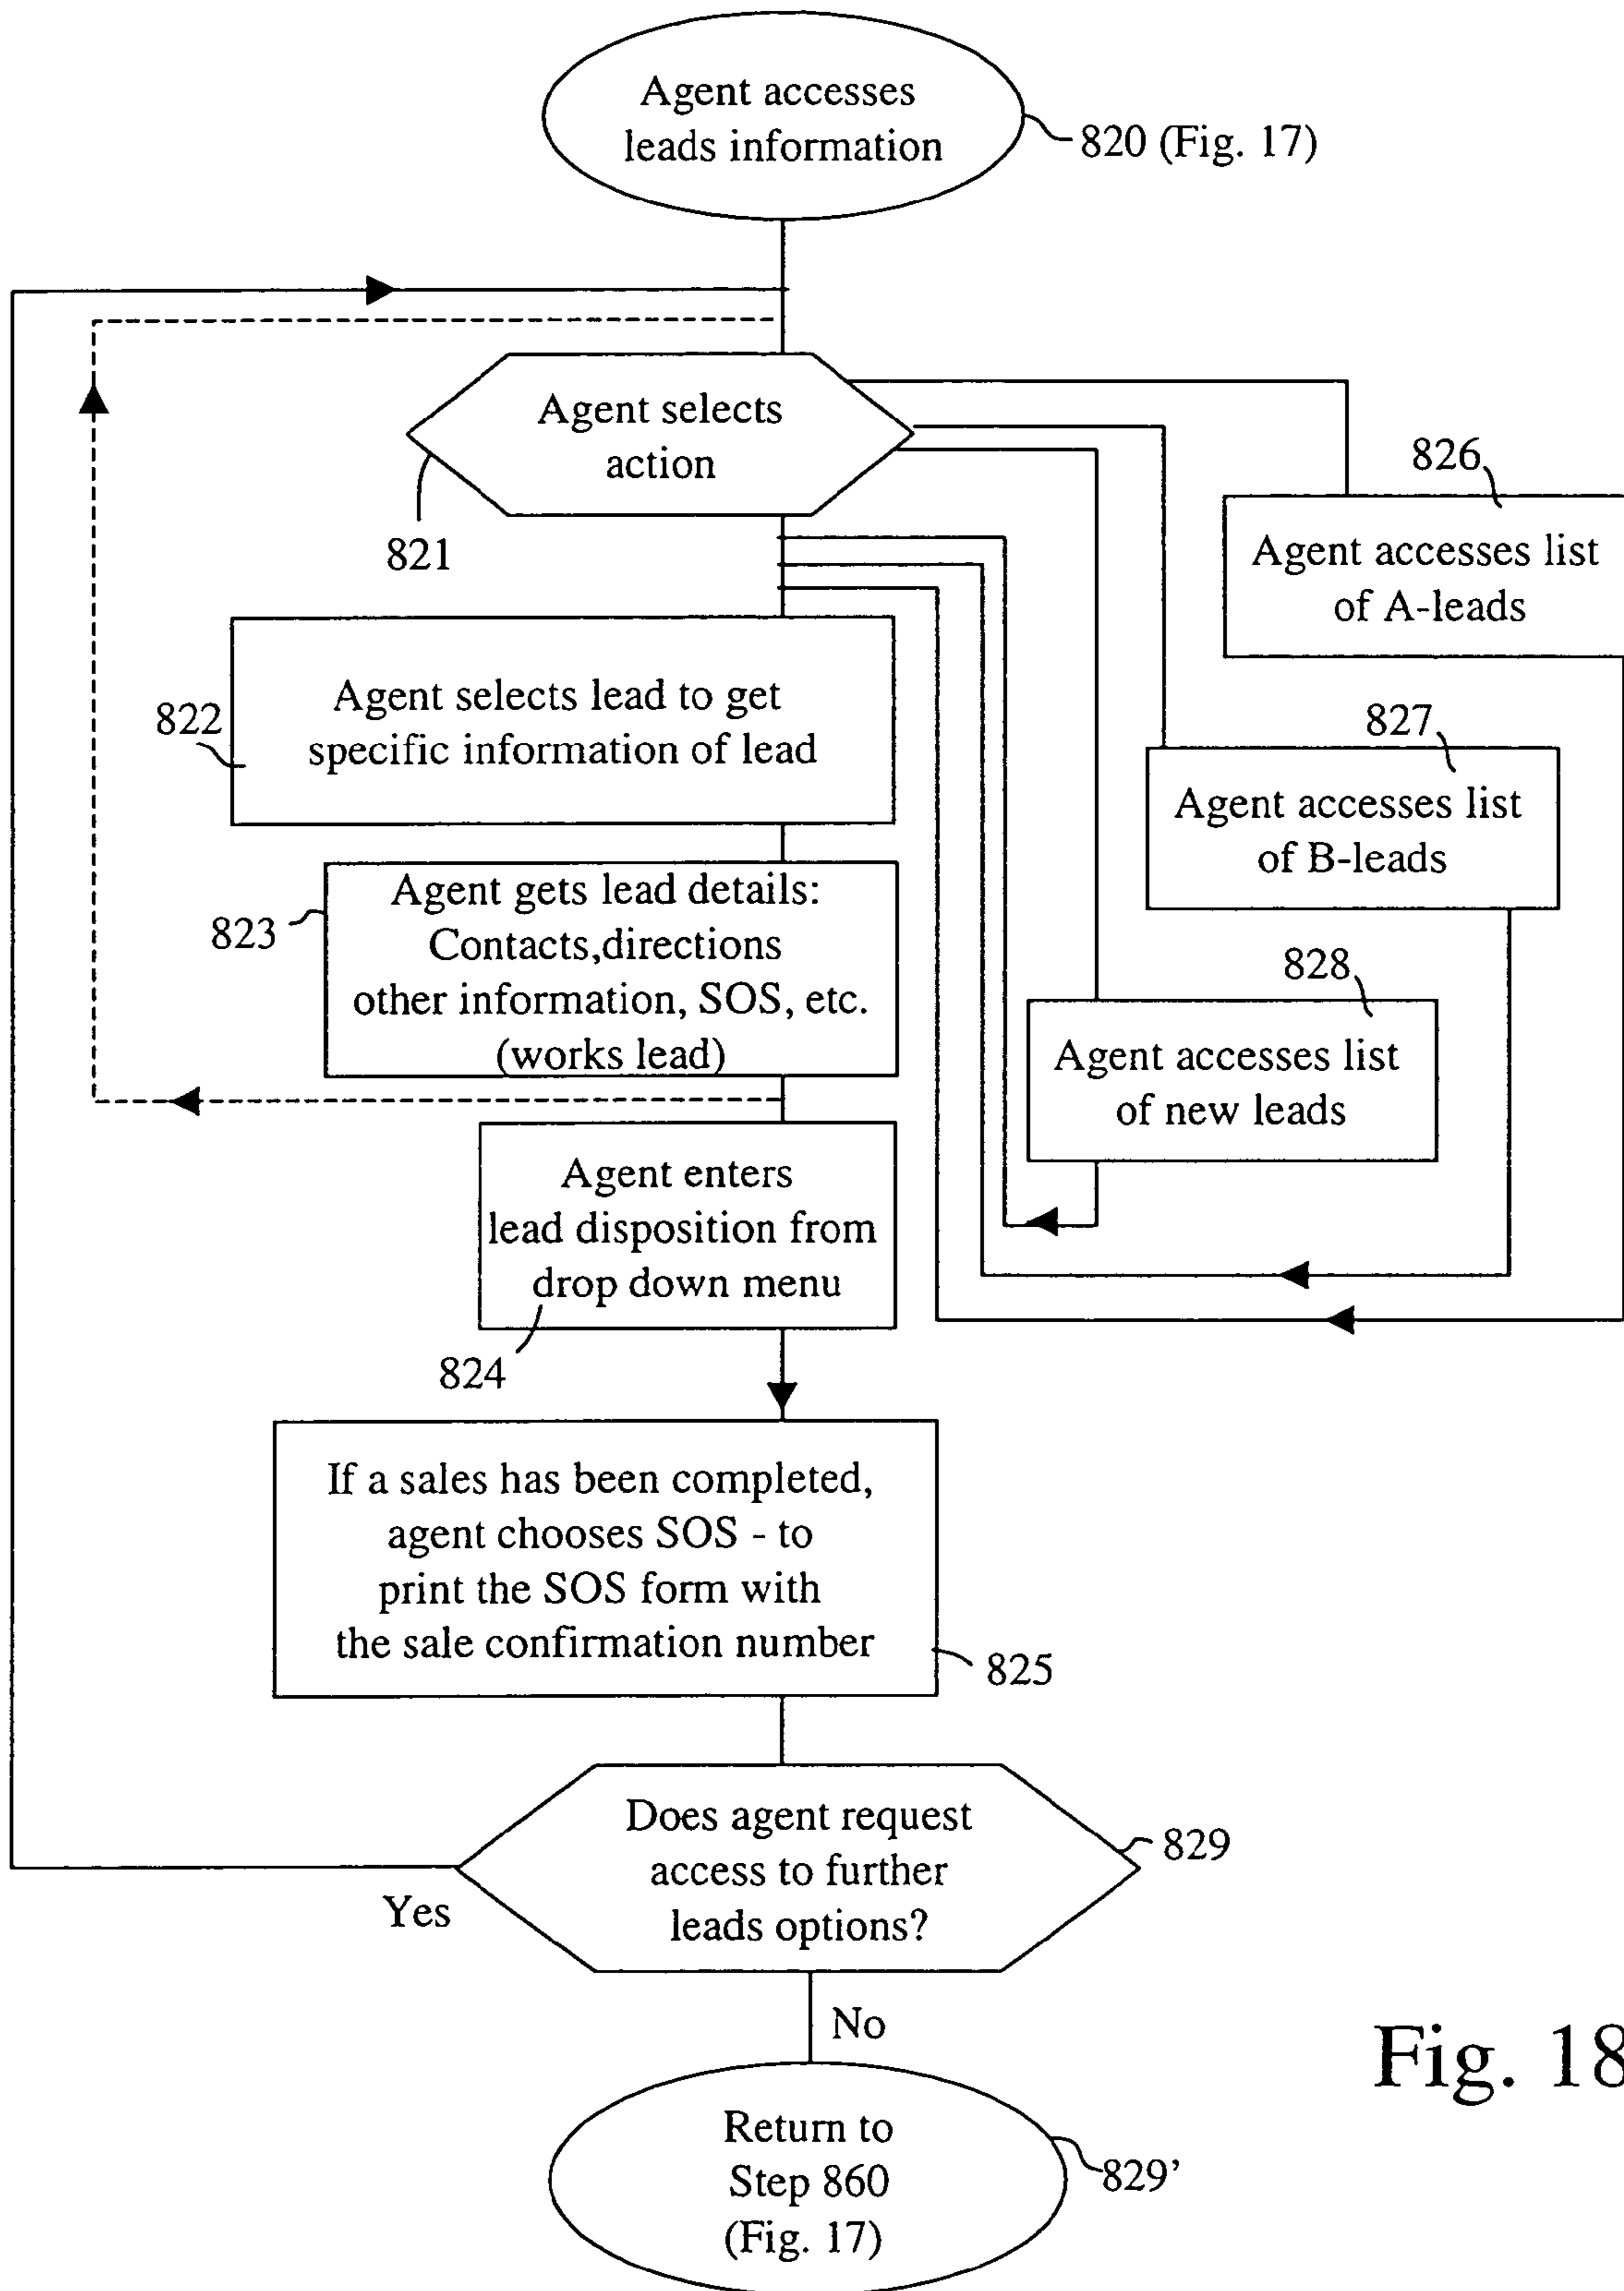 Agent accesses
leads information
820 (Fig. 17)
Agent selects
action
821
826
Agent accesses list
of A-leads
822
Agent selects lead to get
specific information of lead
827
Agent accesses list
of B-leads
823
Agent gets lead details:
Contacts,directions
other information, SOS, etc.
(works lead)
828
Agent accesses list
of new leads
Agent enters
lead disposition from
drop down menu
824
If a sales has been completed,
agent chooses SOS - to
print the SOS form with
the sale confirmation number
825
Does agent request
access to further
leads options?
829
Yes
No
Return to
Step 860
(Fig. 17)
829’
Fig. 18